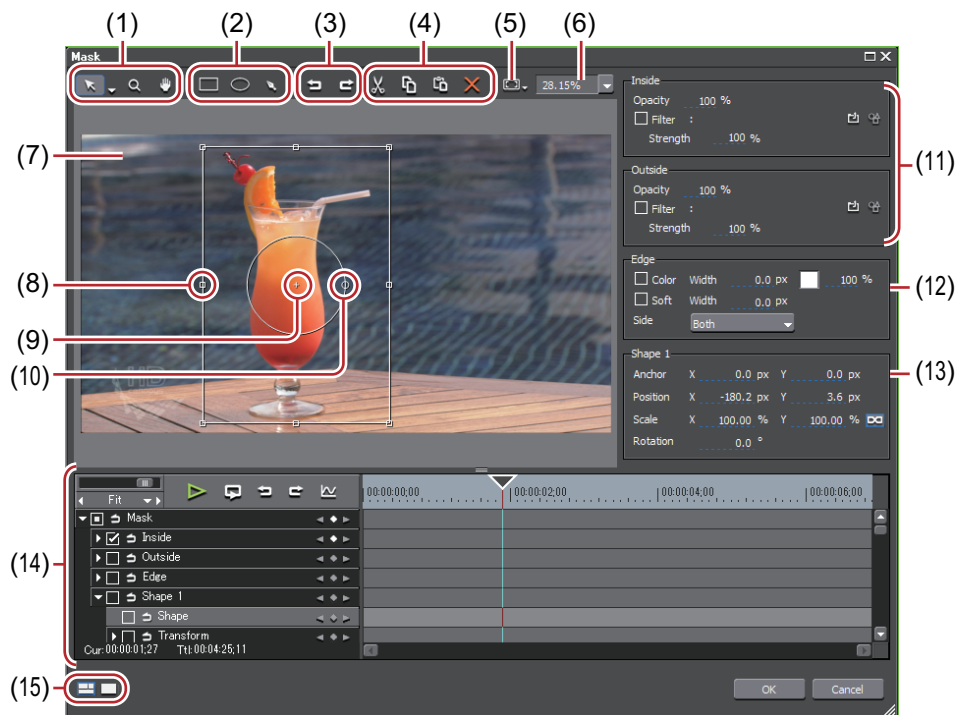 (1) (2) (3) (4) (5) (6)
Mask
28.15%
(7)
(8)
(9)
(10)
HD
Inside
Opacity 100 %
Filter :
Strength 100 %
(11)
Outside
Opacity 100 %
Filter :
Strength 100 %
Edge
Color Width 0.0 px 100 %
Soft Width 0.0 px
Side Both
(12)
Shape 1
Anchor X 0.0 px Y 0.0 px
Position X -180.2 px Y 3.6 px
Scale X 100.00 % Y 100.00 %
Rotation 0.0 °
(13)
(14)
Fit
00:00:00;00 00:00:02;00 00:00:04;00 00:00:06;00
Mask
Inside
Outside
Edge
Shape 1
Shape
Transform
Cur:00:00:01;27 Ttl:00:04:25;11
(15)
OK Cancel